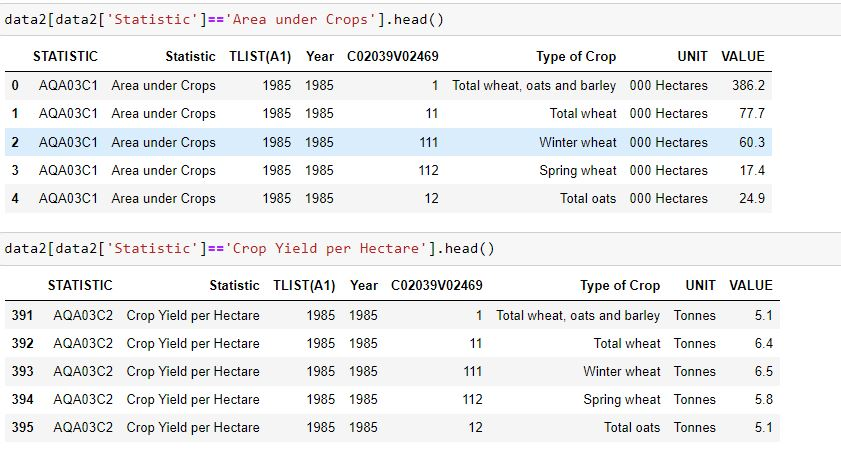 data2[data2['Statistic']=='Area under Crops'].head()
STATISTIC Statistic TLIST(A1) Year C02039V02469 Type of Crop UNIT VALUE
0 AQA03C1 Area under Crops 1985 1985 1 Total wheat, oats and barley 000 Hectares 386.2
1 AQA03C1 Area under Crops 1985 1985 11 Total wheat 000 Hectares 77.7
2 AQA03C1 Area under Crops 1985 1985 111 Winter wheat 000 Hectares 60.3
3 AQA03C1 Area under Crops 1985 1985 112 Spring wheat 000 Hectares 17.4
4 AQA03C1 Area under Crops 1985 1985 12 Total oats 000 Hectares 24.9
data2[data2['Statistic']=='Crop Yield per Hectare'].head()
STATISTIC Statistic TLIST(A1) Year C02039V02469 Type of Crop UNIT VALUE
391 AQA03C2 Crop Yield per Hectare 1985 1985 1 Total wheat, oats and barley Tonnes 5.1
392 AQA03C2 Crop Yield per Hectare 1985 1985 11 Total wheat Tonnes 6.4
393 AQA03C2 Crop Yield per Hectare 1985 1985 111 Winter wheat Tonnes 6.5
394 AQA03C2 Crop Yield per Hectare 1985 1985 112 Spring wheat Tonnes 5.8
395 AQA03C2 Crop Yield per Hectare 1985 1985 12 Total oats Tonnes 5.1